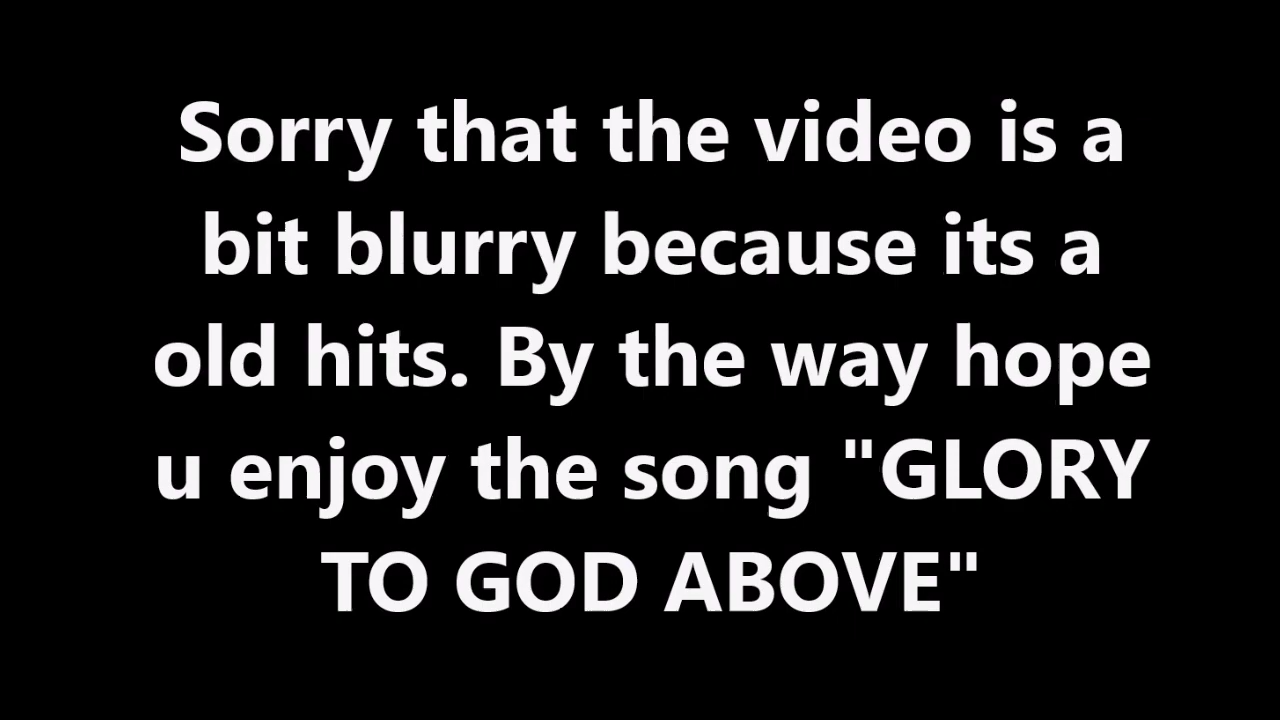 Sorry that the video is a
bit blurry because its a
old hits. By the way hope
u enjoy the song "GLORY
TO GOD ABOVE"